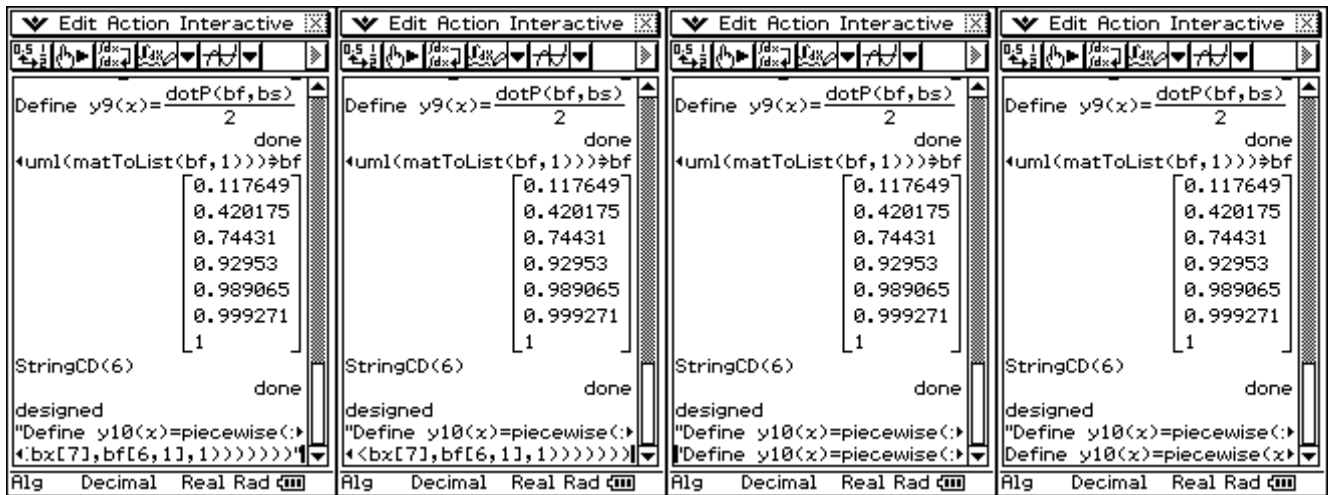 Edit Action Interactive
Define y9(x)=dotP(bf,bs)
2
done
◂uml(matToList(bf,1)))⇒bf
0.117649
0.420175
0.74431
0.92953
0.989065
0.999271
1
StringCD(6)
done
designed
"Define y10(x)=piecewise(:▸
◂:bx[7],bf[6,1],1)))))))"
Alg Decimal Real Rad
Edit Action Interactive
Define y9(x)=dotP(bf,bs)
2
done
◂uml(matToList(bf,1)))⇒bf
0.117649
0.420175
0.74431
0.92953
0.989065
0.999271
1
StringCD(6)
done
designed
"Define y10(x)=piecewise(:▸
◂<bx[7],bf[6,1],1)))))))
Alg Decimal Real Rad
Edit Action Interactive
Define y9(x)=dotP(bf,bs)
2
done
◂uml(matToList(bf,1)))⇒bf
0.117649
0.420175
0.74431
0.92953
0.989065
0.999271
1
StringCD(6)
done
designed
"Define y10(x)=piecewise(:▸
"Define y10(x)=piecewise(:▸
Alg Decimal Real Rad
Edit Action Interactive
Define y9(x)=dotP(bf,bs)
2
done
◂uml(matToList(bf,1)))⇒bf
0.117649
0.420175
0.74431
0.92953
0.989065
0.999271
1
StringCD(6)
done
designed
"Define y10(x)=piecewise(:▸
Define y10(x)=piecewise(x▸
Alg Decimal Real Rad